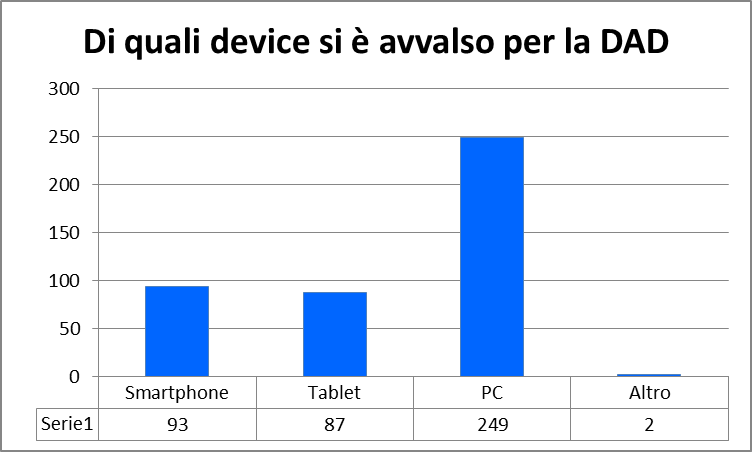 Di quali device si è avvalso per la DAD
300
250
200
150
100
50
0
Smartphone Tablet PC Altro
Serie1 93 87 249 2